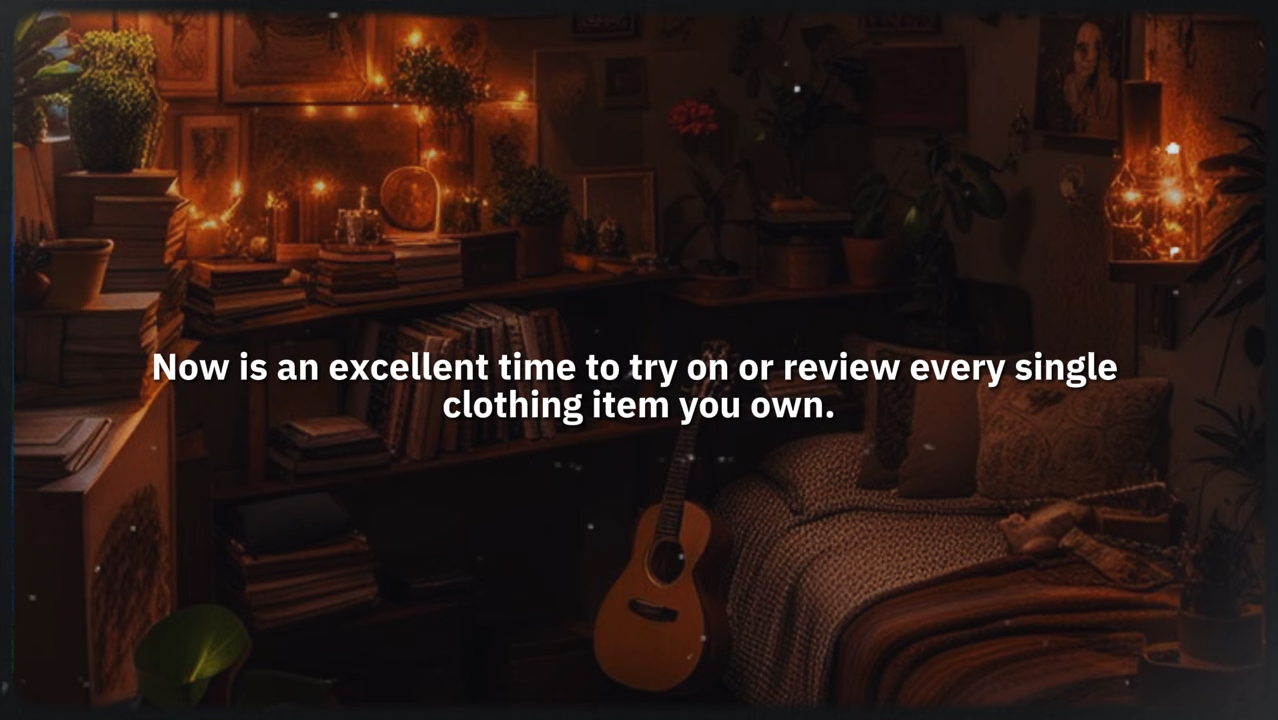 Now is an excellent time to try on or review every single
clothing item you own.